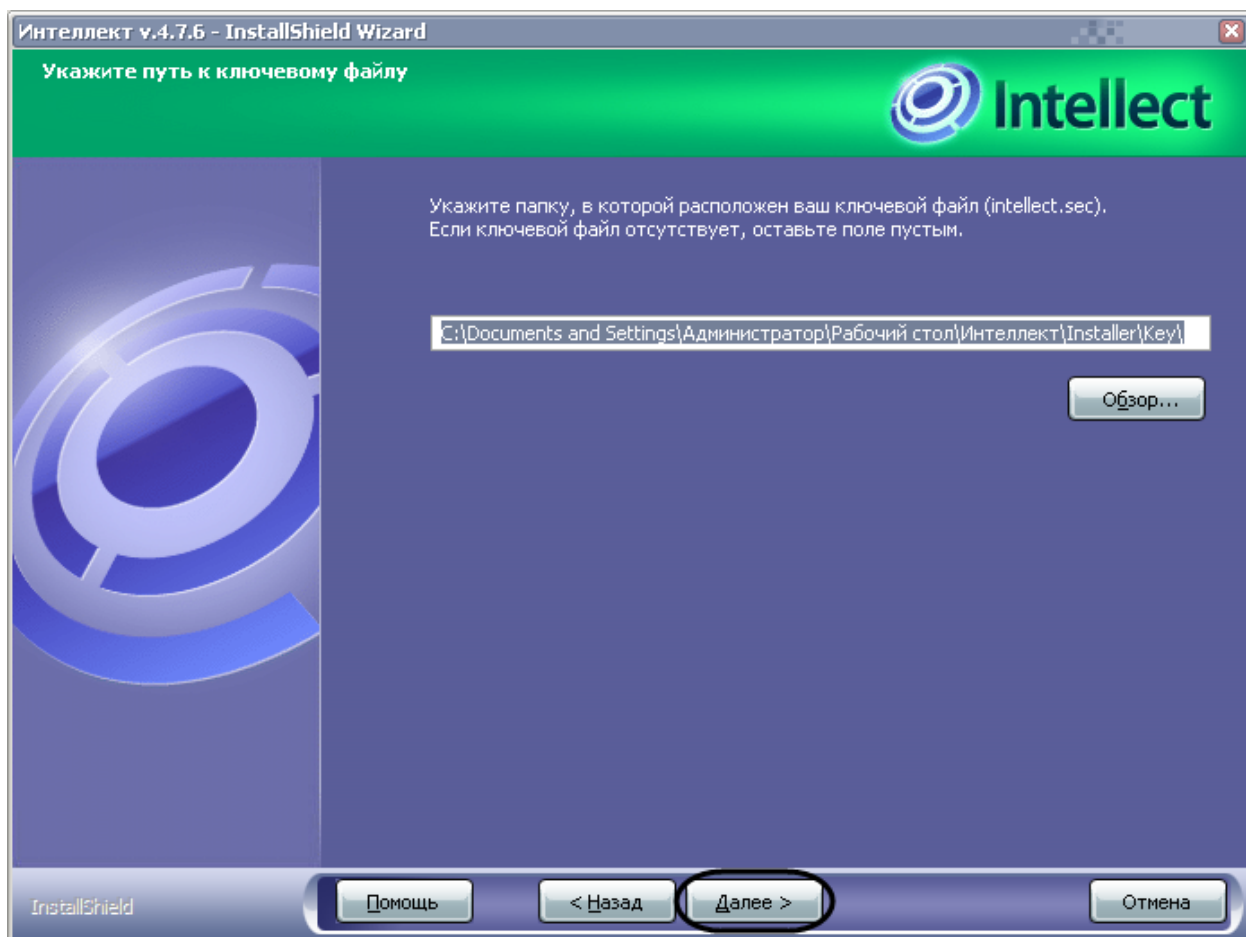 Интеллект v.4.7.6 - InstallShield Wizard
Укажите путь к ключевому файлу
Intellect
Укажите папку, в которой расположен ваш ключевой файл (intellect.sec).
Если ключевой файл отсутствует, оставьте поле пустым.
C:\Documents and Settings\Администратор\Рабочий стол\Интеллект\Installer\Key\
Обзор...
InstallShield
Помощь
< Назад
Далее >
Отмена